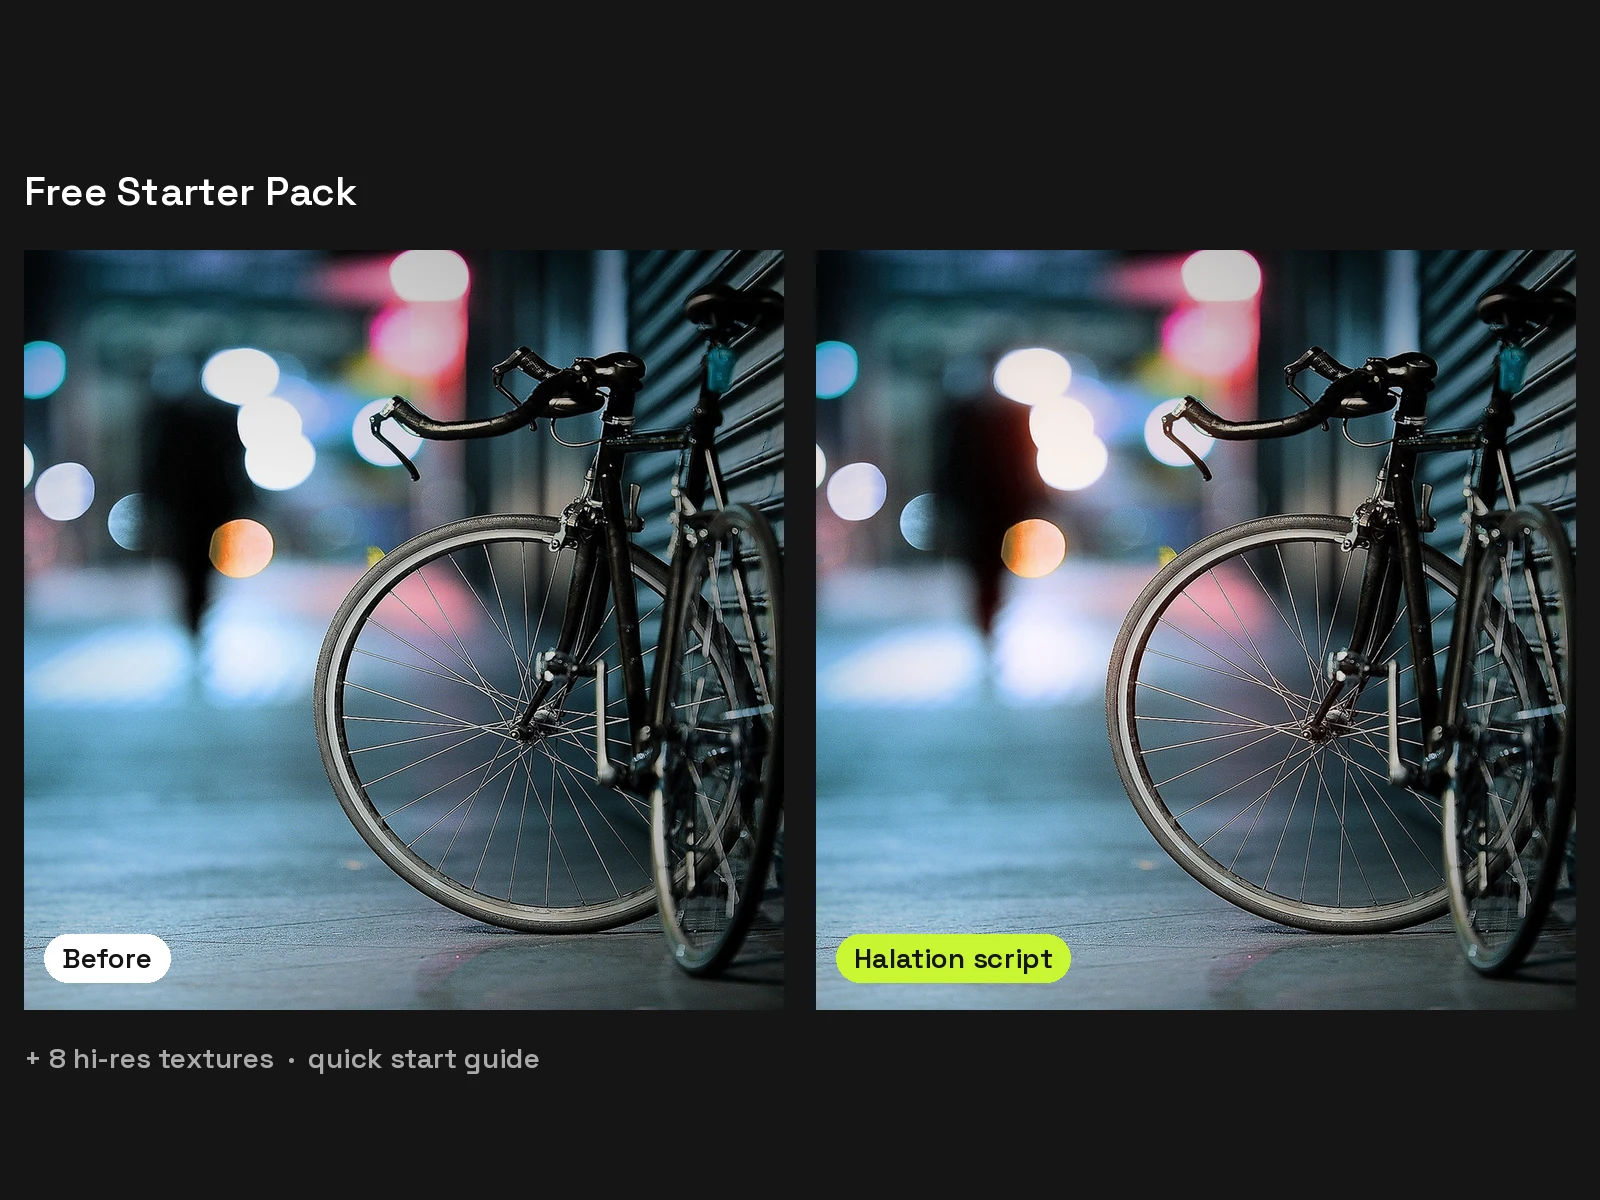 Free Starter Pack
Before
Halation script
+ 8 hi-res textures · quick start guide